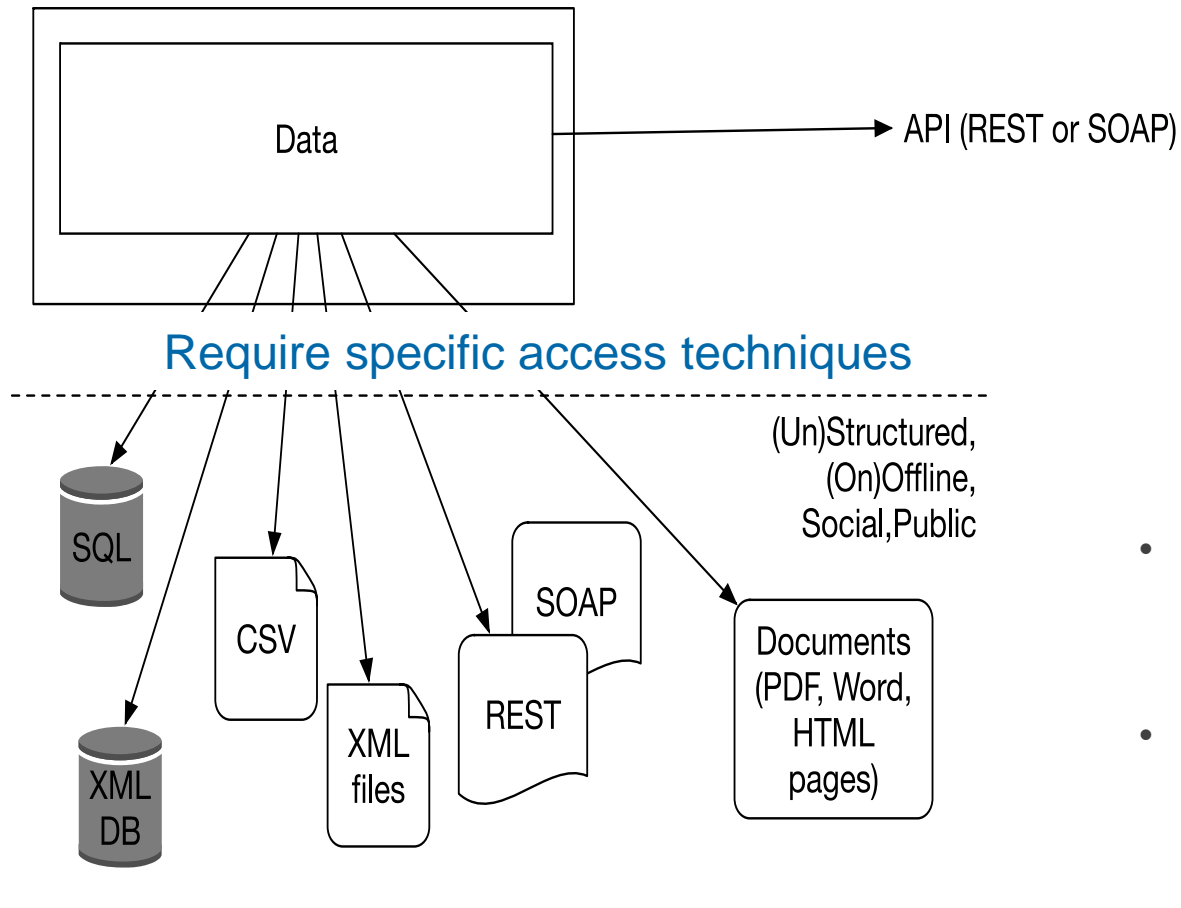 Data
API (REST or SOAP)
Require specific access techniques
(Un)Structured,
(On)Offline,
Social,Public
SQL
CSV
SOAP
REST
Documents
(PDF, Word,
HTML
pages)
XML
files
XML
DB
•
•